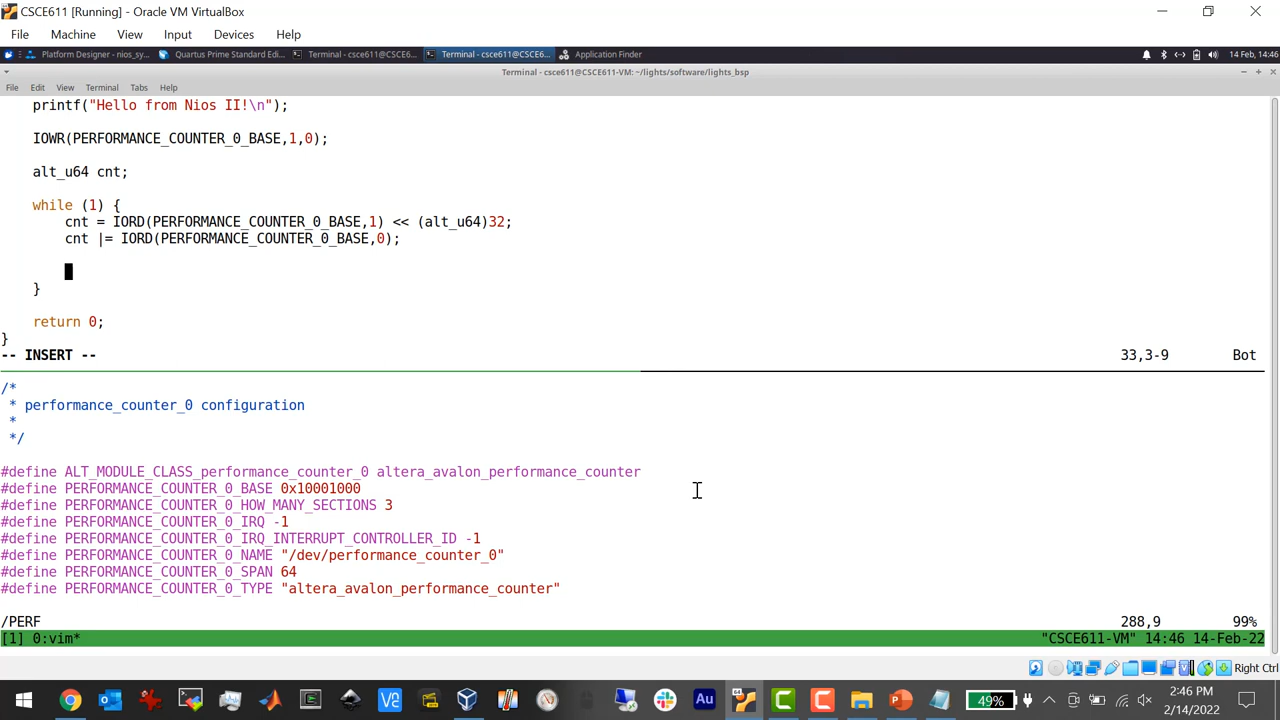 CSCE611 [Running] - Oracle VM VirtualBox
File Machine View Input Devices Help
Platform Designer - nios_sy... Quartus Prime Standard Edi... Terminal - csce611@CSCE6... Terminal - csce611@CSCE6... Application Finder 14 Feb, 14:46
Terminal - csce611@CSCE611-VM: ~/lights/software/lights_bsp
File Edit View Terminal Tabs Help
printf("Hello from Nios II!\n");
IOWR(PERFORMANCE_COUNTER_0_BASE,1,0);
alt_u64 cnt;
while (1) {
cnt = IORD(PERFORMANCE_COUNTER_0_BASE,1) << (alt_u64)32;
cnt |= IORD(PERFORMANCE_COUNTER_0_BASE,0);
}
return 0;
}
-- INSERT -- 33,3-9 Bot
/*
* performance_counter_0 configuration
*
*/
#define ALT_MODULE_CLASS_performance_counter_0 altera_avalon_performance_counter
#define PERFORMANCE_COUNTER_0_BASE 0x10001000
#define PERFORMANCE_COUNTER_0_HOW_MANY_SECTIONS 3
#define PERFORMANCE_COUNTER_0_IRQ -1
#define PERFORMANCE_COUNTER_0_IRQ_INTERRUPT_CONTROLLER_ID -1
#define PERFORMANCE_COUNTER_0_NAME "/dev/performance_counter_0"
#define PERFORMANCE_COUNTER_0_SPAN 64
#define PERFORMANCE_COUNTER_0_TYPE "altera_avalon_performance_counter"
/PERF 288,9 99%
[1] 0:vim* "CSCE611-VM" 14:46 14-Feb-22
Right Ctrl
Au 49% 2:46 PM
2/14/2022